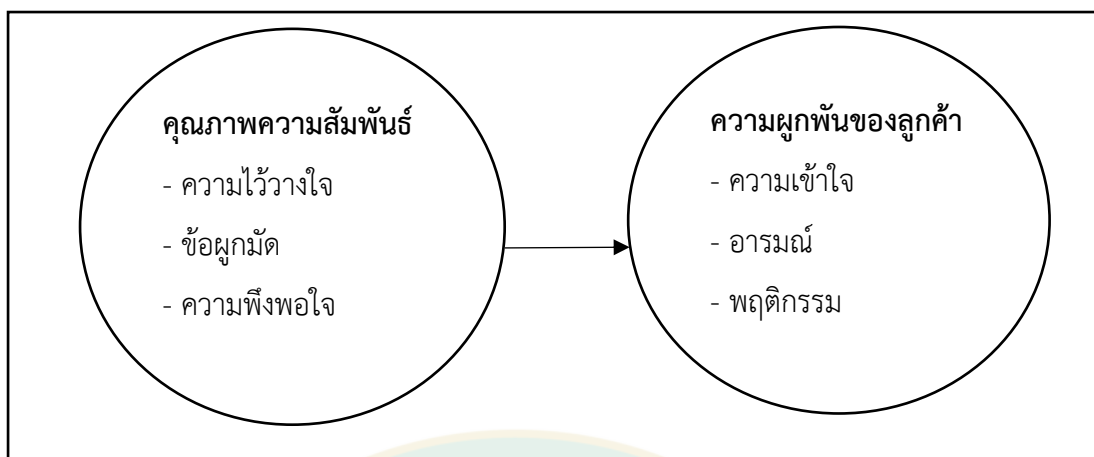 คุณภาพความสัมพันธ์
- ความไว้วางใจ
- ข้อผูกมัด
- ความพึงพอใจ
ความผูกพันของลูกค้า
- ความเข้าใจ
- อารมณ์
- พฤติกรรม